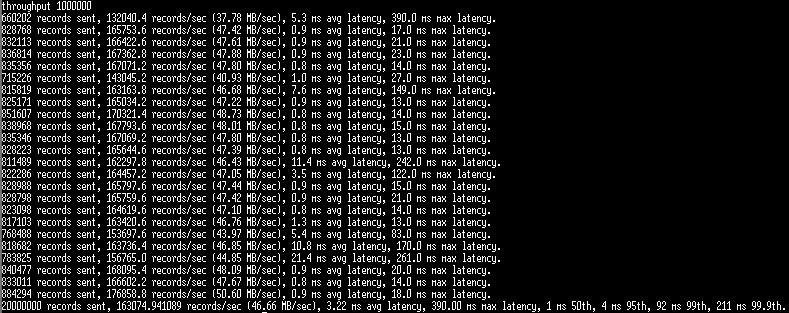 throughput 1000000
660202 records sent, 132040.4 records/sec (37.78 MB/sec), 5.3 ms avg latency, 390.0 ms max latency.
828768 records sent, 165753.6 records/sec (47.42 MB/sec), 0.9 ms avg latency, 17.0 ms max latency.
832113 records sent, 166422.6 records/sec (47.61 MB/sec), 0.9 ms avg latency, 21.0 ms max latency.
836814 records sent, 167362.8 records/sec (47.88 MB/sec), 0.9 ms avg latency, 23.0 ms max latency.
835356 records sent, 167071.2 records/sec (47.80 MB/sec), 0.8 ms avg latency, 14.0 ms max latency.
715226 records sent, 143045.2 records/sec (40.93 MB/sec), 1.0 ms avg latency, 27.0 ms max latency.
815819 records sent, 163163.8 records/sec (46.68 MB/sec), 7.6 ms avg latency, 149.0 ms max latency.
825171 records sent, 165034.2 records/sec (47.22 MB/sec), 0.9 ms avg latency, 13.0 ms max latency.
851607 records sent, 170321.4 records/sec (48.73 MB/sec), 0.8 ms avg latency, 14.0 ms max latency.
838968 records sent, 167793.6 records/sec (48.01 MB/sec), 0.8 ms avg latency, 15.0 ms max latency.
835346 records sent, 167069.2 records/sec (47.80 MB/sec), 0.8 ms avg latency, 13.0 ms max latency.
828223 records sent, 165644.6 records/sec (47.39 MB/sec), 0.8 ms avg latency, 13.0 ms max latency.
811489 records sent, 162297.8 records/sec (46.43 MB/sec), 11.4 ms avg latency, 242.0 ms max latency.
822286 records sent, 164457.2 records/sec (47.05 MB/sec), 3.5 ms avg latency, 122.0 ms max latency.
828988 records sent, 165797.6 records/sec (47.44 MB/sec), 0.9 ms avg latency, 15.0 ms max latency.
828798 records sent, 165759.6 records/sec (47.42 MB/sec), 0.9 ms avg latency, 21.0 ms max latency.
823098 records sent, 164619.6 records/sec (47.10 MB/sec), 0.8 ms avg latency, 14.0 ms max latency.
817103 records sent, 163420.6 records/sec (46.76 MB/sec), 1.3 ms avg latency, 13.0 ms max latency.
768488 records sent, 153697.6 records/sec (43.97 MB/sec), 5.4 ms avg latency, 83.0 ms max latency.
818682 records sent, 163736.4 records/sec (46.85 MB/sec), 10.8 ms avg latency, 170.0 ms max latency.
783825 records sent, 156765.0 records/sec (44.85 MB/sec), 21.4 ms avg latency, 261.0 ms max latency.
840477 records sent, 168095.4 records/sec (48.09 MB/sec), 0.9 ms avg latency, 20.0 ms max latency.
833011 records sent, 166602.2 records/sec (47.67 MB/sec), 0.8 ms avg latency, 14.0 ms max latency.
884294 records sent, 176858.8 records/sec (50.60 MB/sec), 0.9 ms avg latency, 18.0 ms max latency.
20000000 records sent, 163074.941089 records/sec (46.66 MB/sec), 3.22 ms avg latency, 390.00 ms max latency, 1 ms 50th, 4 ms 95th, 92 ms 99th, 211 ms 99.9th.